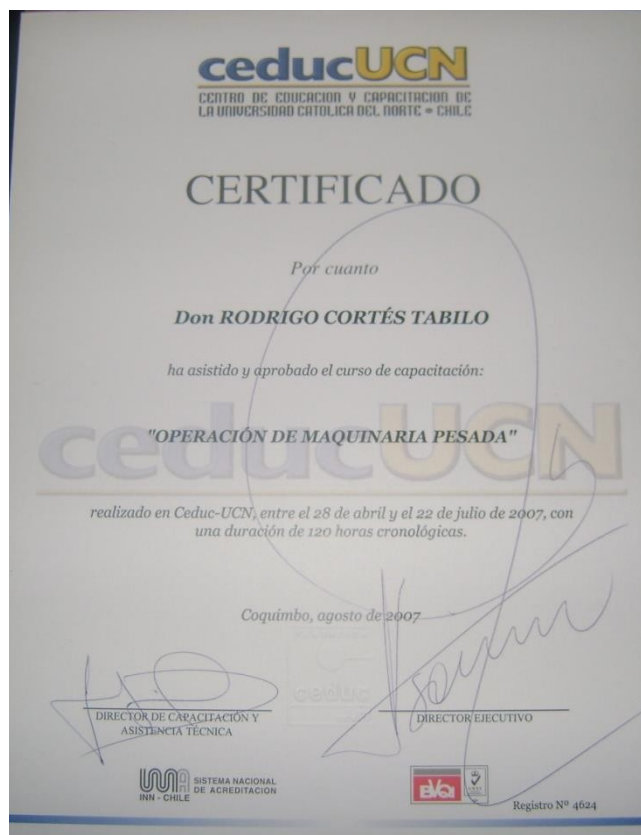 ceducUCN
CENTRO DE EDUCACION Y CAPACITACION DE
LA UNIVERSIDAD CATOLICA DEL NORTE - CHILE
CERTIFICADO
Por cuanto
Don RODRIGO CORTÉS TABILO
ha asistido y aprobado el curso de capacitación:
"OPERACIÓN DE MAQUINARIA PESADA"
ceducUCN
realizado en Ceduc-UCN, entre el 28 de abril y el 22 de julio de 2007, con
una duración de 120 horas cronológicas.
Coquimbo, agosto de 2007
ceduc
DIRECTOR DE CAPACITACIÓN Y
ASISTENCIA TÉCNICA
DIRECTOR EJECUTIVO
INN - CHILE
SISTEMA NACIONAL
DE ACREDITACION
BVQI
Registro Nº 4624